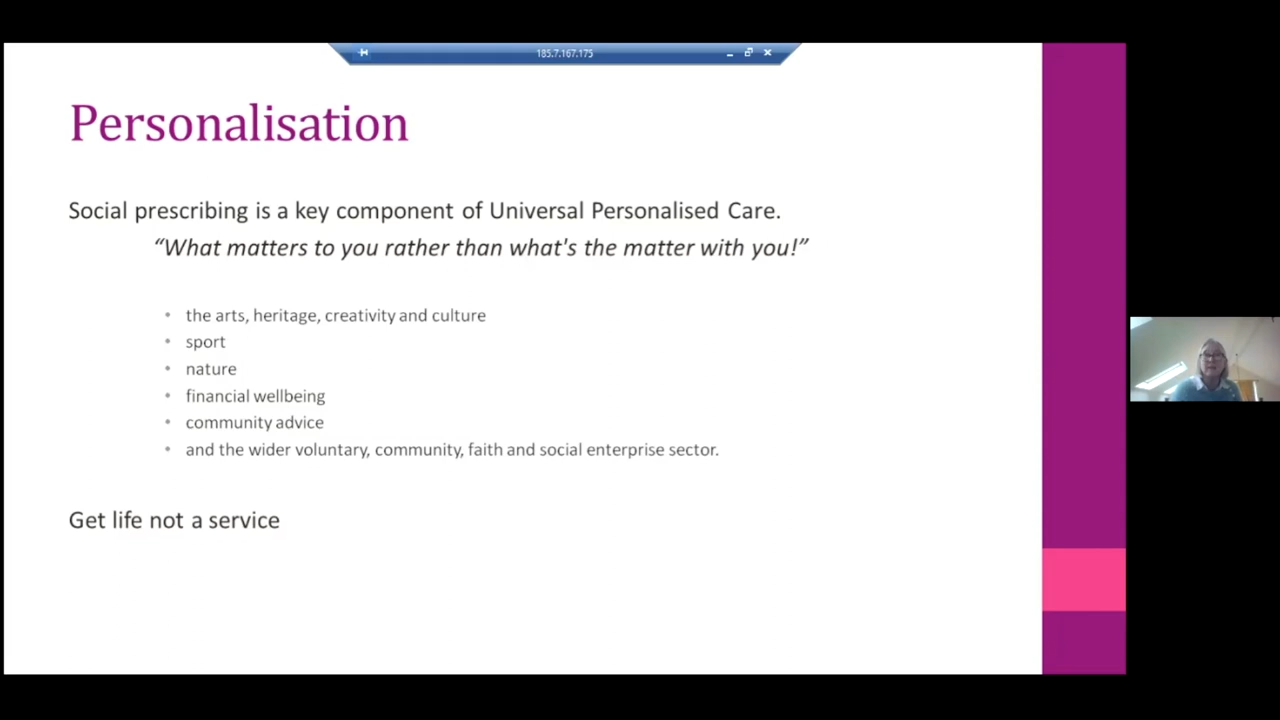 185.7.167.175
Personalisation
Social prescribing is a key component of Universal Personalised Care.
“What matters to you rather than what's the matter with you!”
• the arts, heritage, creativity and culture
• sport
• nature
• financial wellbeing
• community advice
• and the wider voluntary, community, faith and social enterprise sector.
Get life not a service